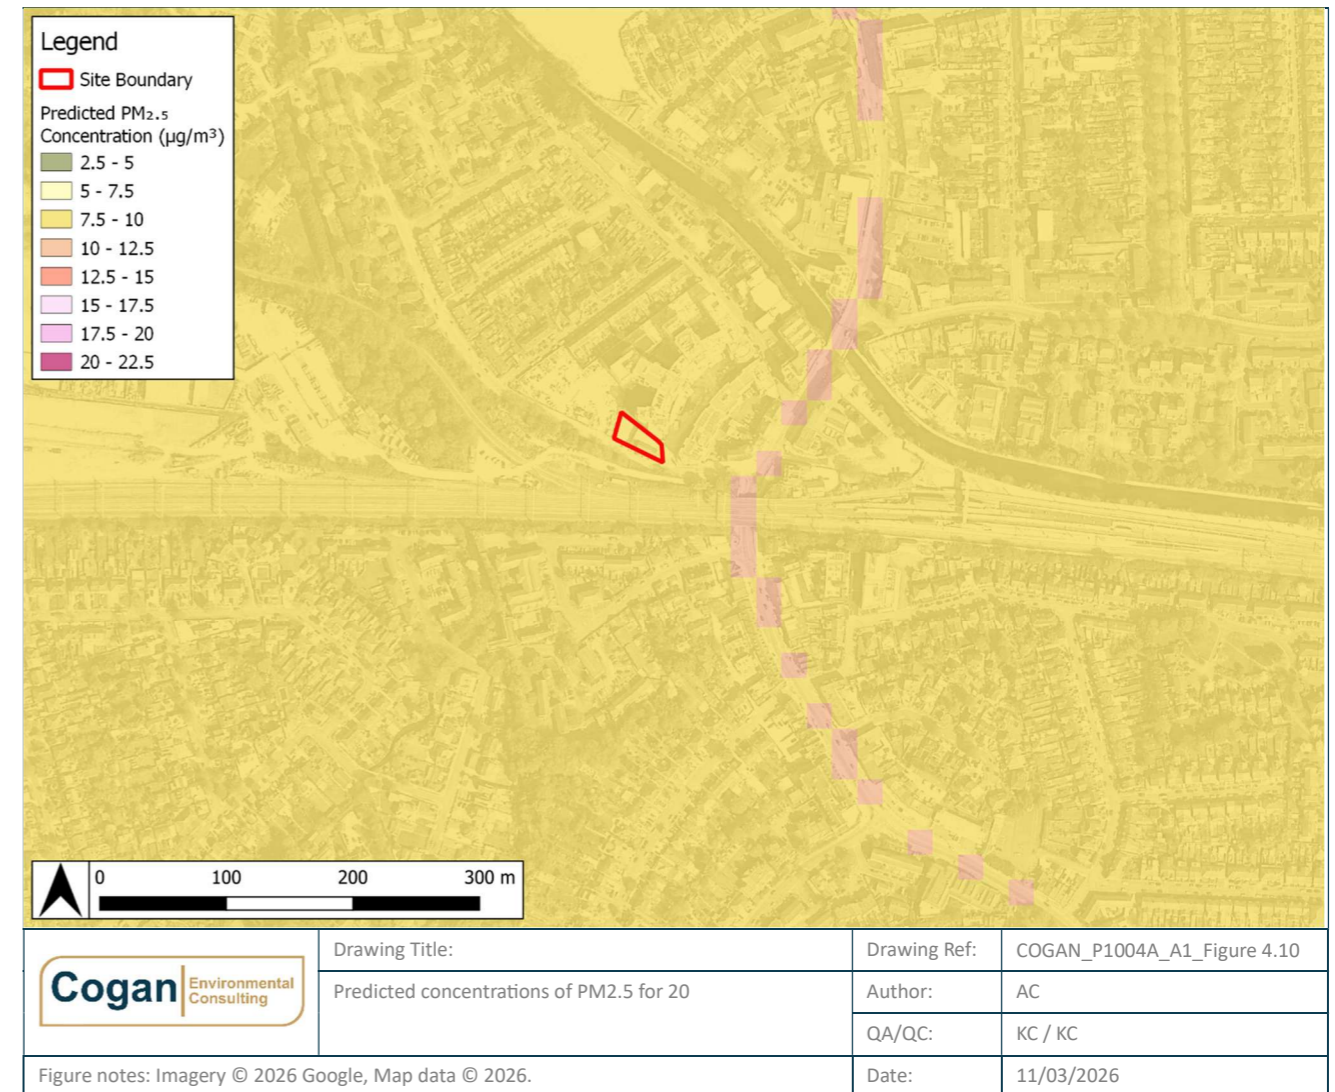 Legend
Site Boundary
Predicted PM₂.₅
Concentration (µg/m³)
2.5 - 5
5 - 7.5
7.5 - 10
10 - 12.5
12.5 - 15
15 - 17.5
17.5 - 20
20 - 22.5
0 100 200 300 m
Cogan Environmental
Consulting
Drawing Title:
Predicted concentrations of PM2.5 for 20
Drawing Ref: COGAN_P1004A_A1_Figure 4.10
Author: AC
QA/QC: KC / KC
Figure notes: Imagery © 2026 Google, Map data © 2026.
Date: 11/03/2026